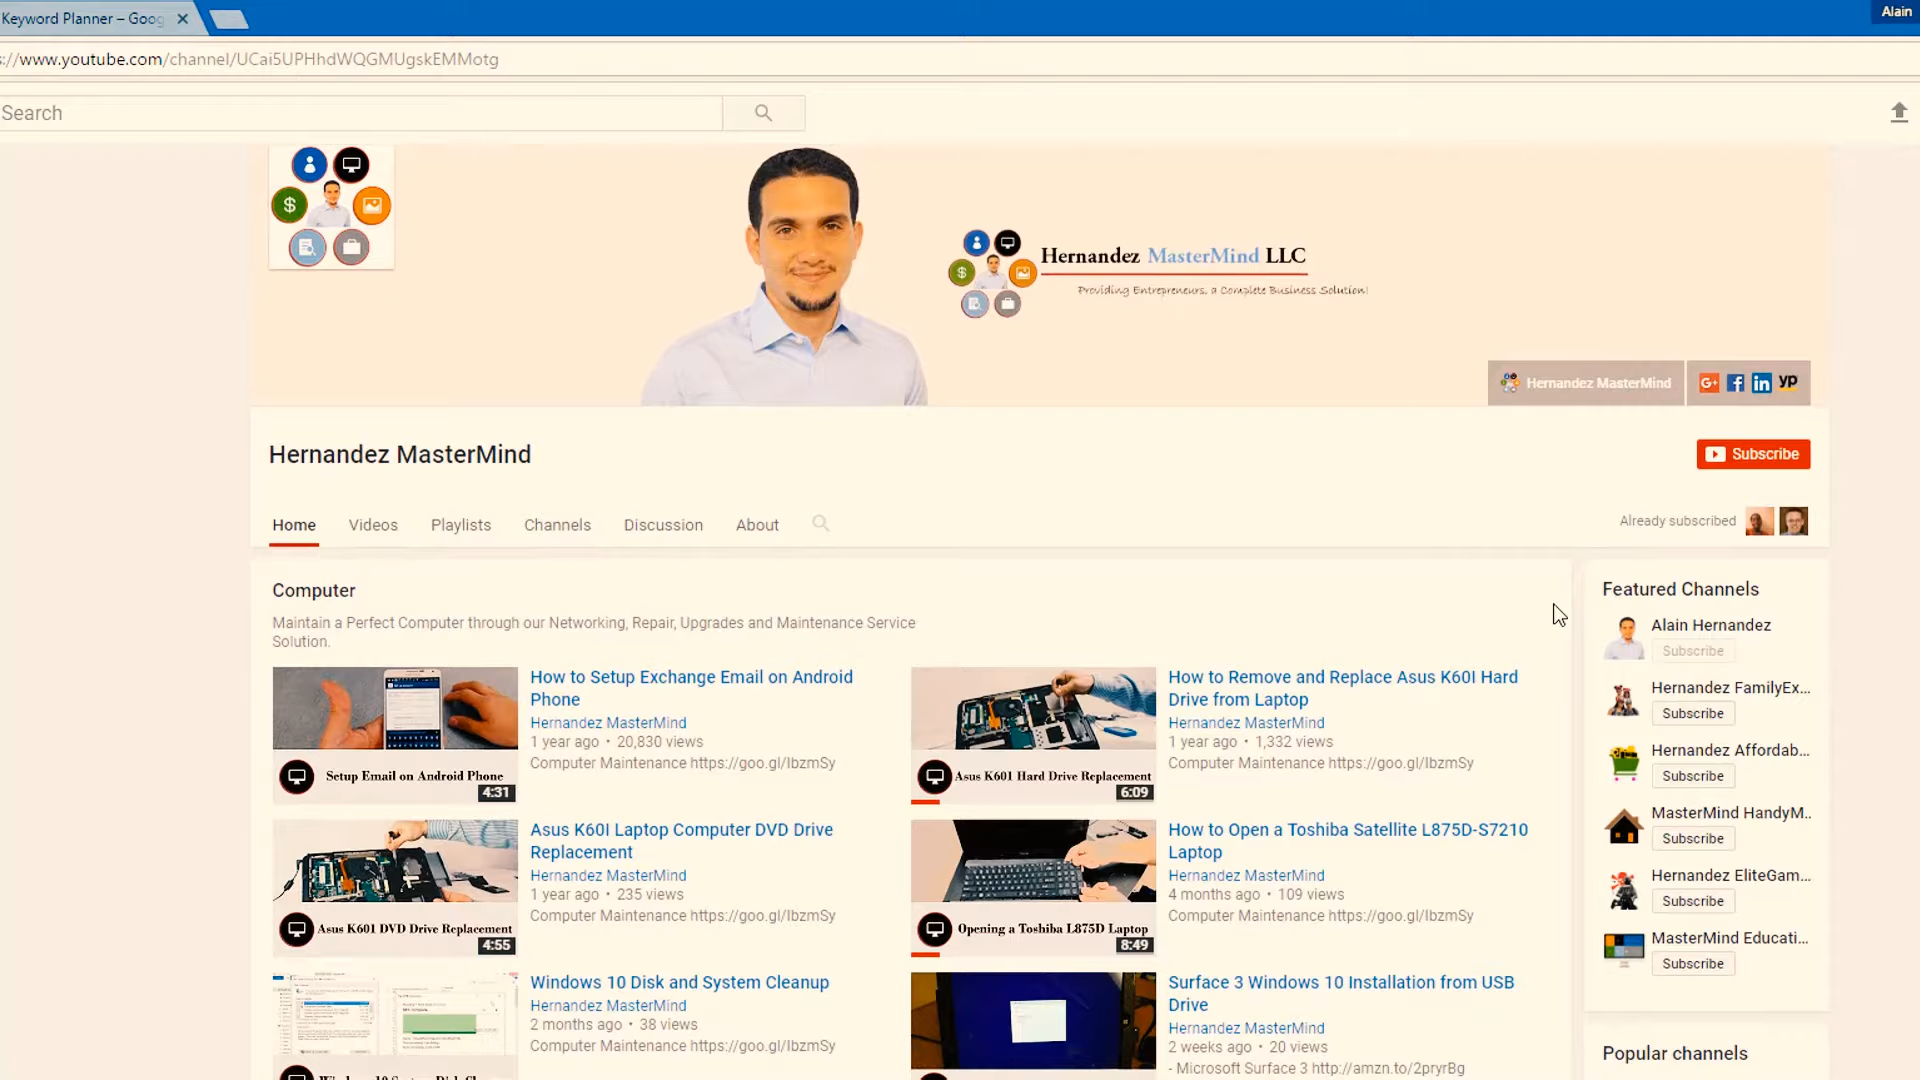 Keyword Planner – Goog
Alain
://www.youtube.com/channel/UCai5UPHhdWQGMUgskEMMotg
Search
Hernandez MasterMind LLC
Providing Entrepreneurs, a Complete Business Solution!
Hernandez MasterMind
yp
Hernandez MasterMind
Subscribe
Home
Videos
Playlists
Channels
Discussion
About
Already subscribed
Computer
Maintain a Perfect Computer through our Networking, Repair, Upgrades and Maintenance Service
Solution.
Setup Email on Android Phone
4:31
How to Setup Exchange Email on Android
Phone
Hernandez MasterMind
1 year ago • 20,830 views
Computer Maintenance https://goo.gl/IbzmSy
Asus K601 Hard Drive Replacement
6:09
How to Remove and Replace Asus K60I Hard
Drive from Laptop
Hernandez MasterMind
1 year ago • 1,332 views
Computer Maintenance https://goo.gl/IbzmSy
Asus K601 DVD Drive Replacement
4:55
Asus K60I Laptop Computer DVD Drive
Replacement
Hernandez MasterMind
1 year ago • 235 views
Computer Maintenance https://goo.gl/IbzmSy
Opening a Toshiba L875D Laptop
8:49
How to Open a Toshiba Satellite L875D-S7210
Laptop
Hernandez MasterMind
4 months ago • 109 views
Computer Maintenance https://goo.gl/IbzmSy
Windows 10 Disk and System Cleanup
Hernandez MasterMind
2 months ago • 38 views
Computer Maintenance https://goo.gl/IbzmSy
Surface 3 Windows 10 Installation from USB
Drive
Hernandez MasterMind
2 weeks ago • 20 views
- Microsoft Surface 3 http://amzn.to/2pryrBg
Featured Channels
Alain Hernandez
Subscribe
Hernandez FamilyEx...
Subscribe
Hernandez Affordab...
Subscribe
MasterMind HandyM..
Subscribe
Hernandez EliteGam...
Subscribe
MasterMind Educati...
Subscribe
Popular channels